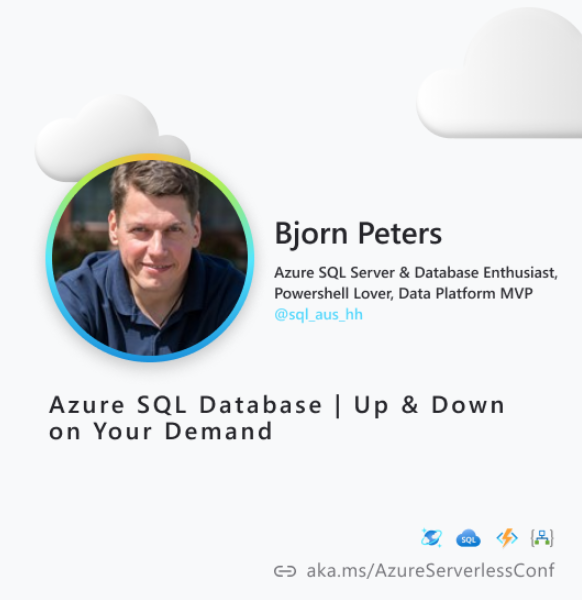 Bjorn Peters
Azure SQL Server & Database Enthusiast,
Powershell Lover, Data Platform MVP
@sql_aus_hh
Azure SQL Database | Up & Down
on Your Demand
SQL
aka.ms/AzureServerlessConf